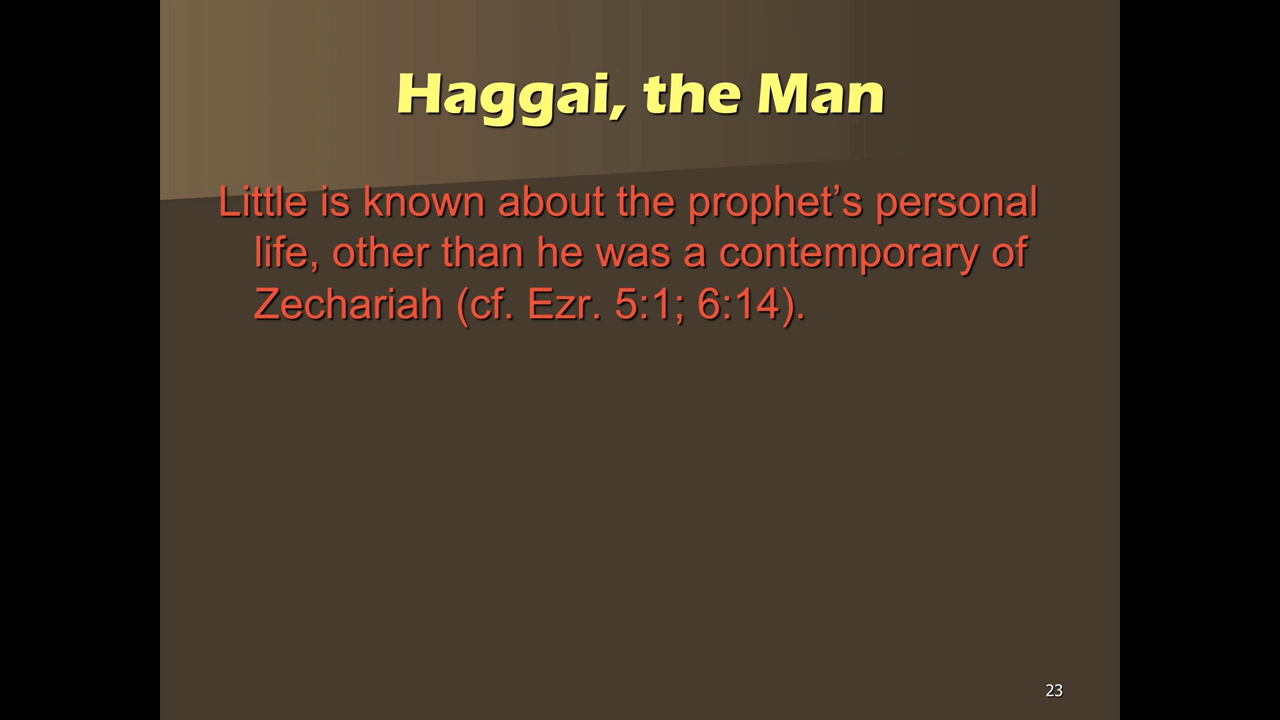 Haggai, the Man
Little is known about the prophet’s personal
life, other than he was a contemporary of
Zechariah (cf. Ezr. 5:1; 6:14).
23